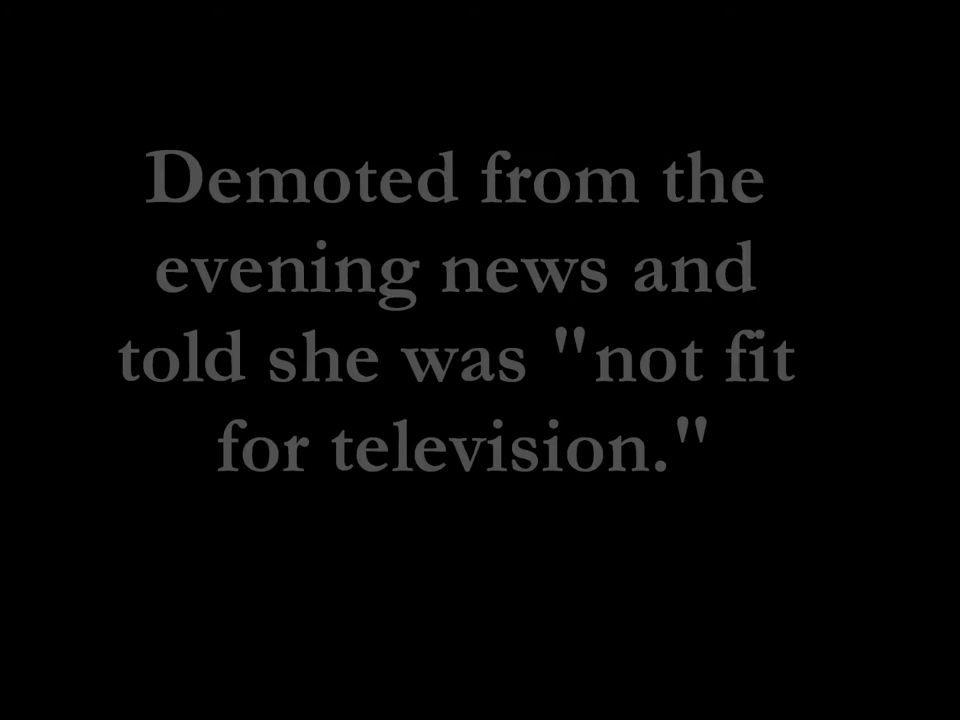 Demoted from the
evening news and
told she was "not fit
for television."